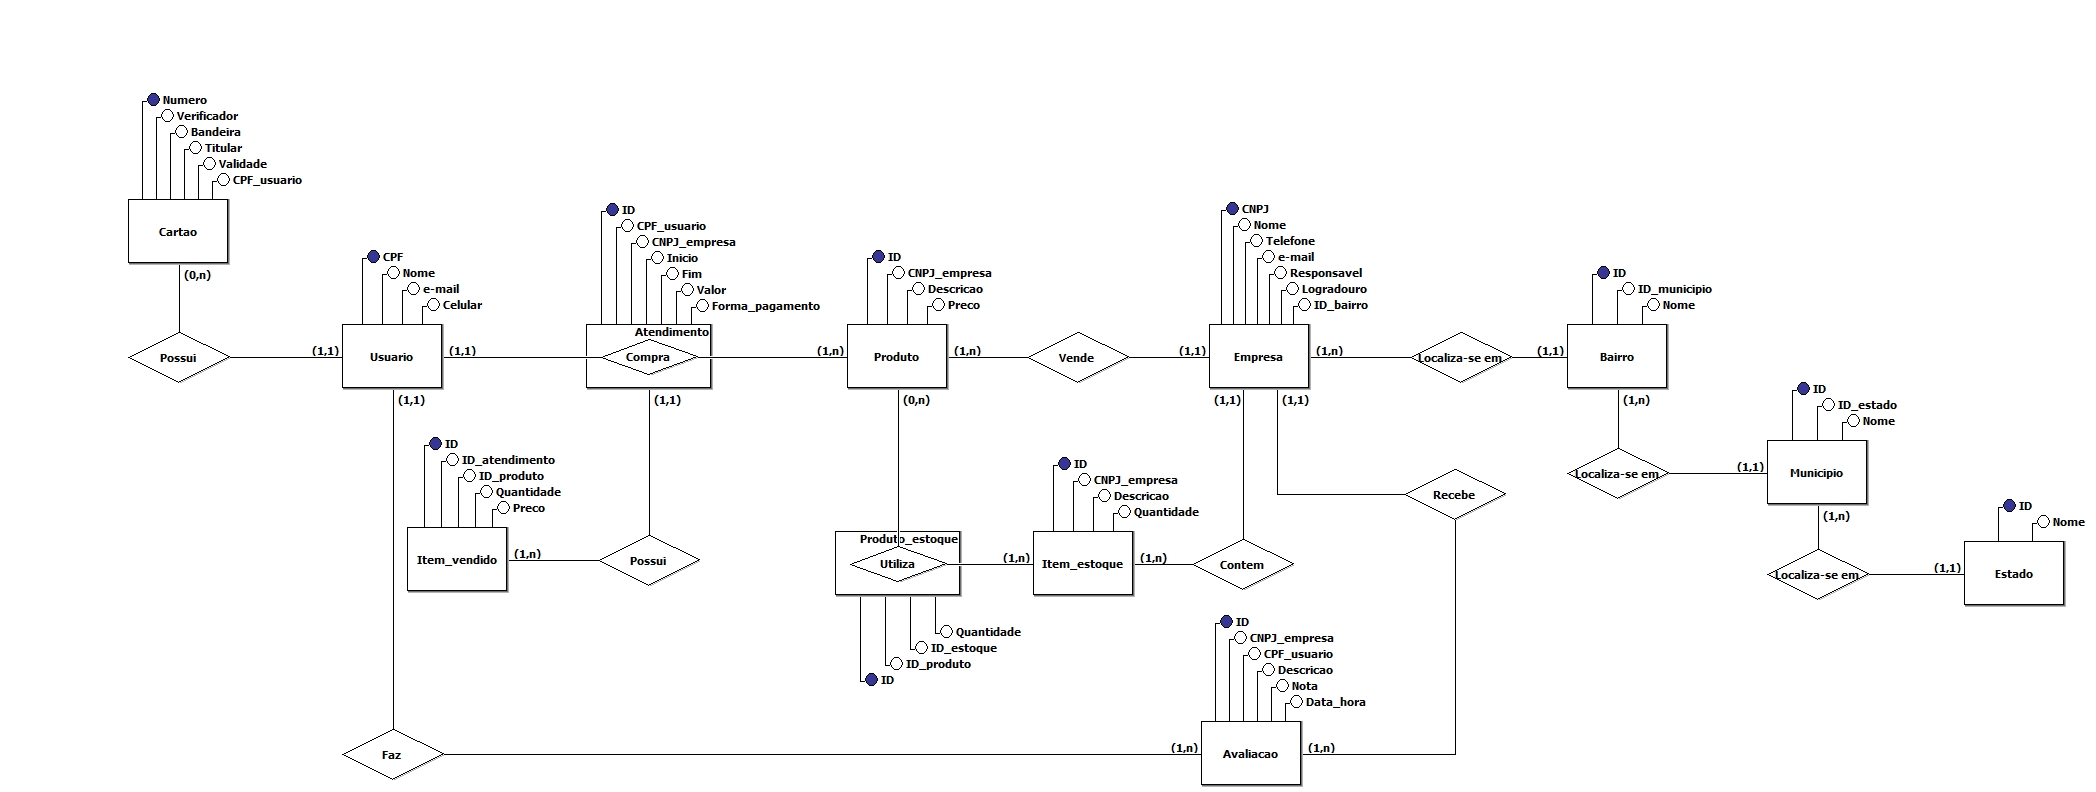 Numero
Verificador
Bandeira
Titular
Validade
CPF_usuario
Cartao
(0,n)
Possui
(1,1)
CPF
Nome
e-mail
Celular
Usuario
(1,1)
(1,1)
ID
CPF_usuario
CNPJ_empresa
Inicio
Fim
Valor
Forma_pagamento
Atendimento
Compra
(1,1)
(1,n)
ID
CNPJ_empresa
Descricao
Preco
Produto
(1,n)
(0,n)
Vende
(1,1)
CNPJ
Nome
Telefone
e-mail
Responsavel
Logradouro
ID_bairro
Empresa
(1,n)
(1,1)
(1,1)
Localiza-se em
(1,1)
ID
ID_municipio
Nome
Bairro
(1,n)
Localiza-se em
(1,1)
ID
ID_estado
Nome
Municipio
(1,n)
Localiza-se em
(1,1)
ID
Nome
Estado
ID
ID_atendimento
ID_produto
Quantidade
Preco
Item_vendido
(1,n)
Possui
Produto_estoque
Utiliza
(1,n)
Quantidade
ID_estoque
ID_produto
ID
ID
CNPJ_empresa
Descricao
Quantidade
Item_estoque
(1,n)
Contem
Recebe
ID
CNPJ_empresa
CPF_usuario
Descricao
Nota
Data_hora
Faz
(1,n)
Avaliacao
(1,n)